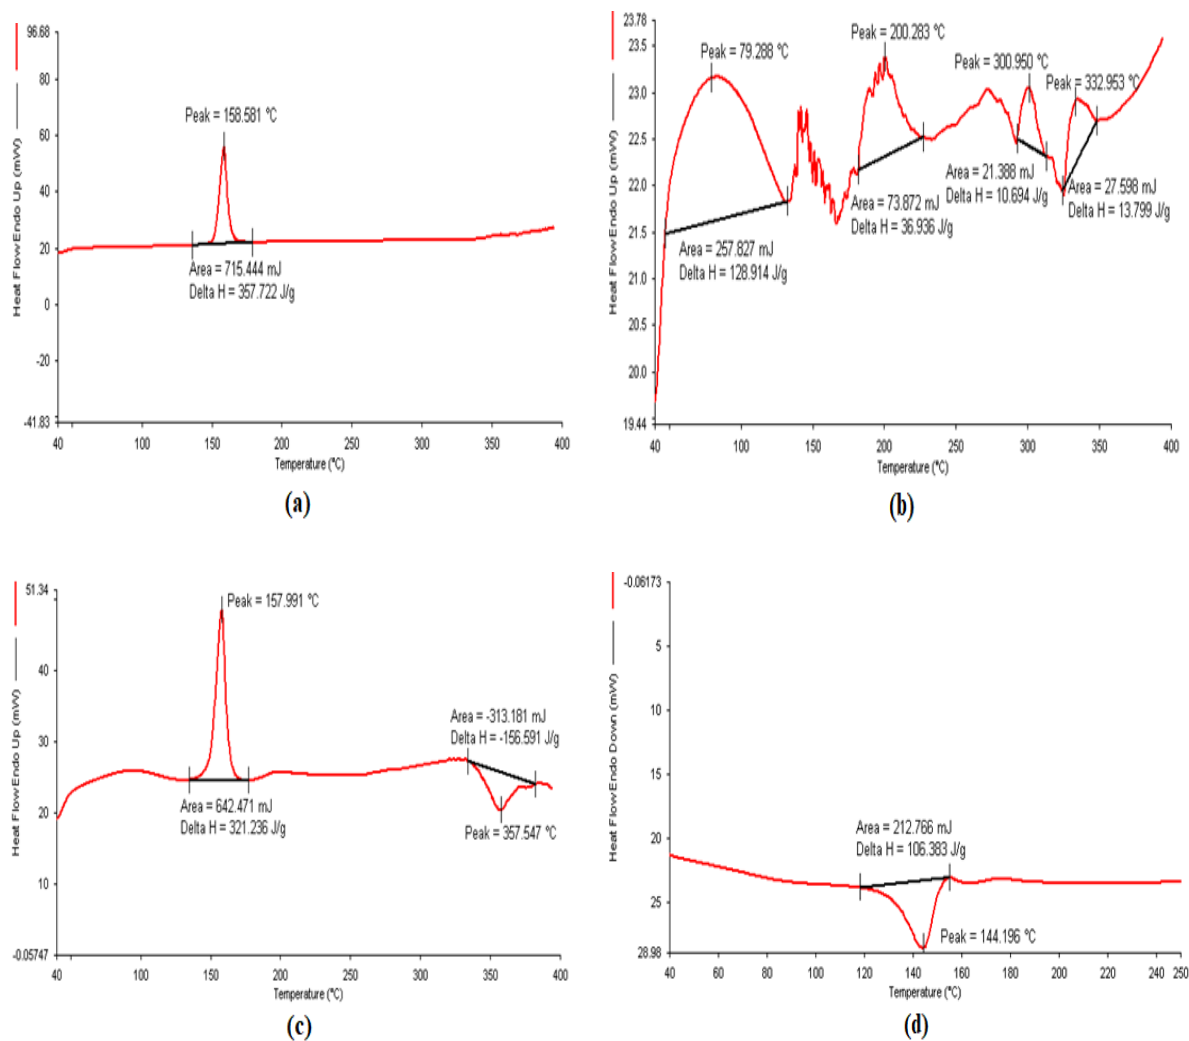 96.68
80
60
40
20
0
-20
-41.83
Heat Flow Endo Up (mW)
Peak = 158.581 °C
Area = 715.444 mJ
Delta H = 357.722 J/g
40 100 150 200 250 300 350 400
Temperature (°C)
(a)
23.78
23.5
23.0
22.5
22.0
21.5
21.0
20.5
20.0
19.44
Heat Flow Endo Up (mW)
Peak = 79.288 °C
Peak = 200.283 °C
Peak = 300.950 °C
Peak = 332.953 °C
Area = 257.827 mJ
Delta H = 128.914 J/g
Area = 73.872 mJ
Delta H = 36.936 J/g
Area = 21.388 mJ
Delta H = 10.694 J/g
Area = 27.598 mJ
Delta H = 13.799 J/g
40 100 150 200 250 300 350 400
Temperature (°C)
(b)
51.34
40
30
20
10
-0.05747
Heat Flow Endo Up (mW)
Peak = 157.991 °C
Area = 642.471 mJ
Delta H = 321.236 J/g
Area = -313.181 mJ
Delta H = -156.591 J/g
Peak = 357.547 °C
40 100 150 200 250 300 350 400
Temperature (°C)
(c)
-0.06173
5
10
15
20
25
28.98
Heat Flow Endo Down (mW)
Area = 212.766 mJ
Delta H = 106.383 J/g
Peak = 144.196 °C
40 60 80 100 120 140 160 180 200 220 240 250
Temperature (°C)
(d)